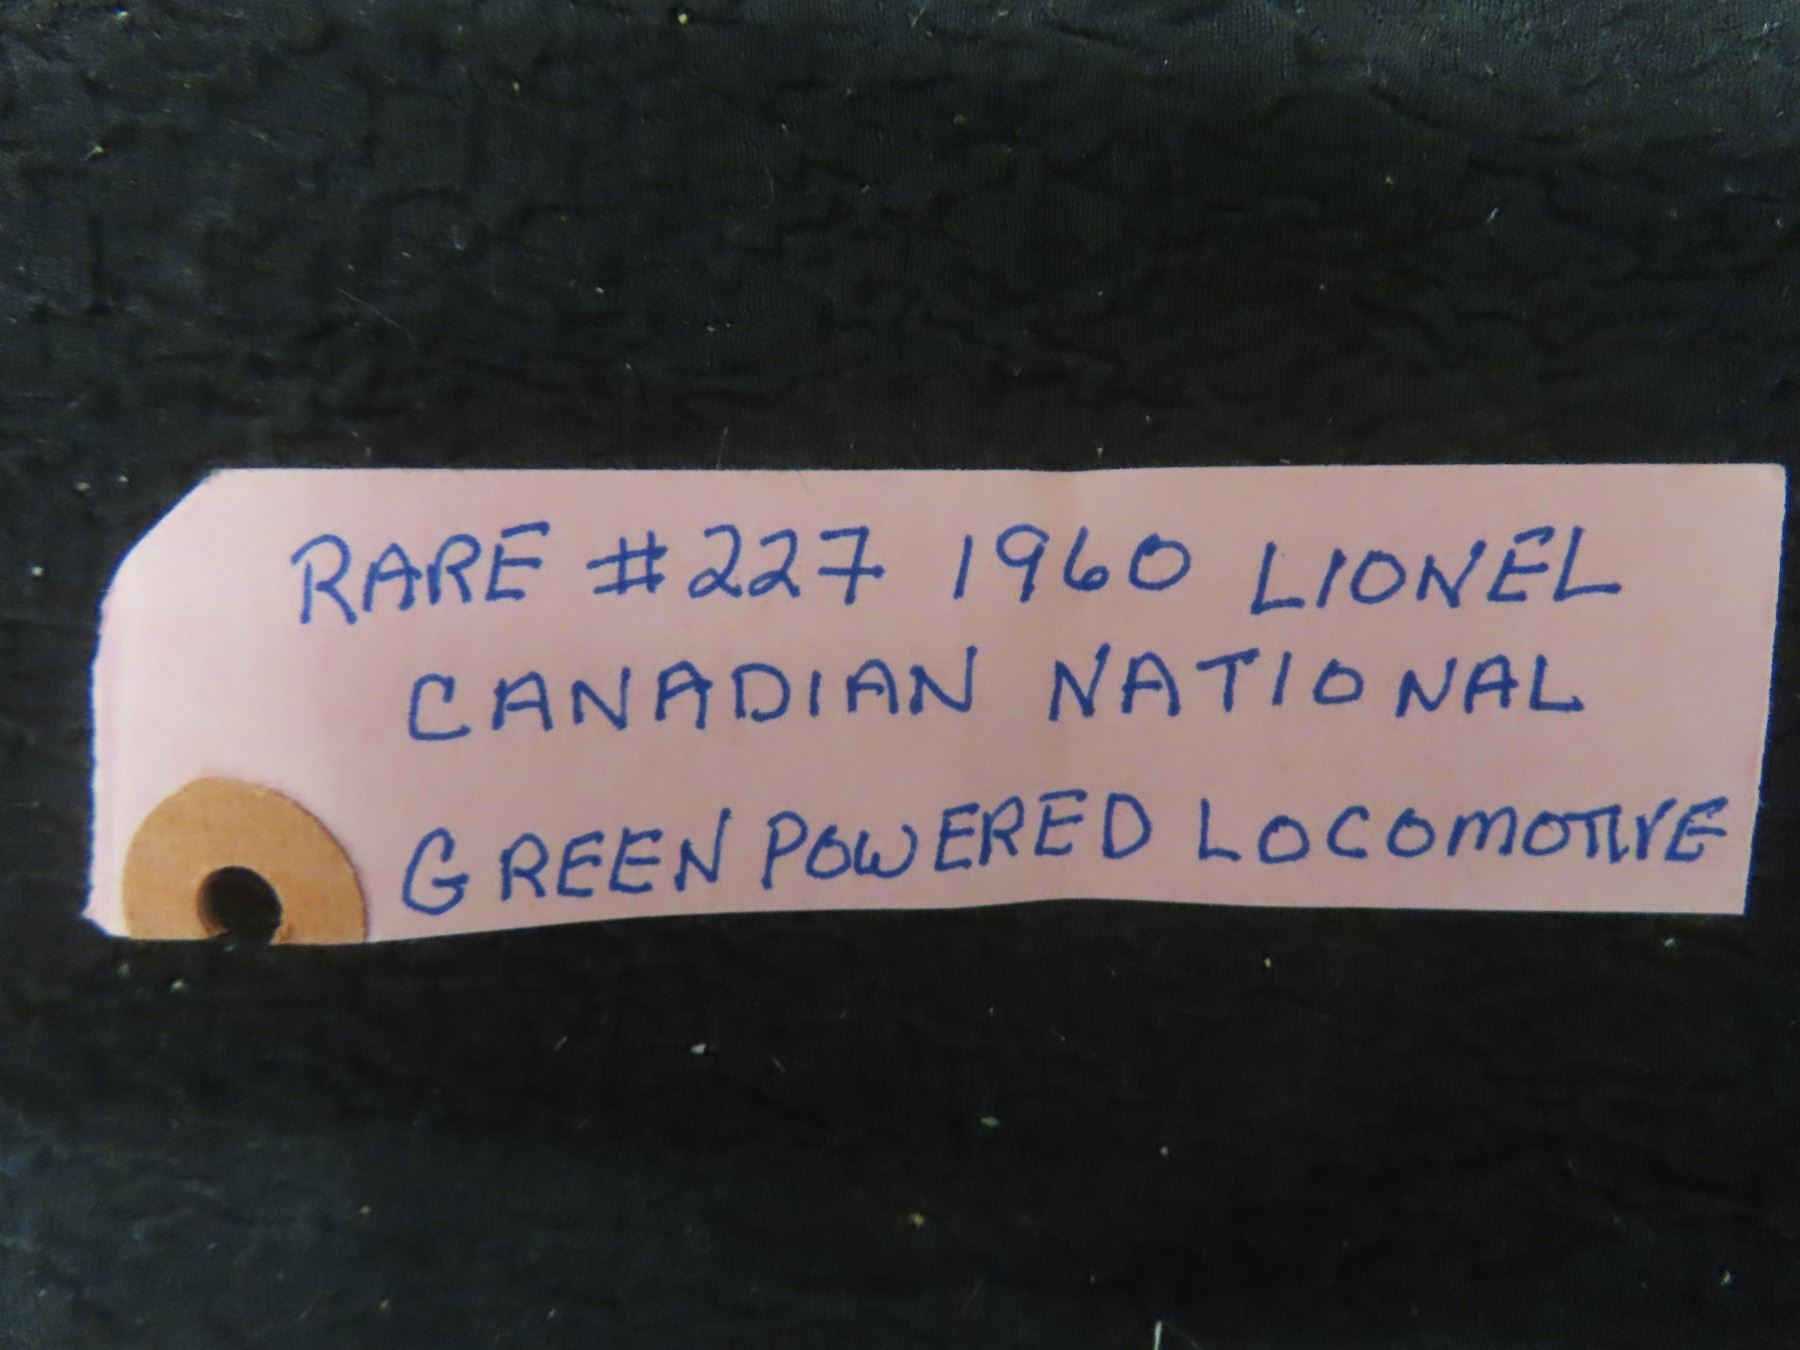 RARE #227 1960 LIONEL
CANADIAN NATIONAL
GREEN POWERED LOCOMOTIVE